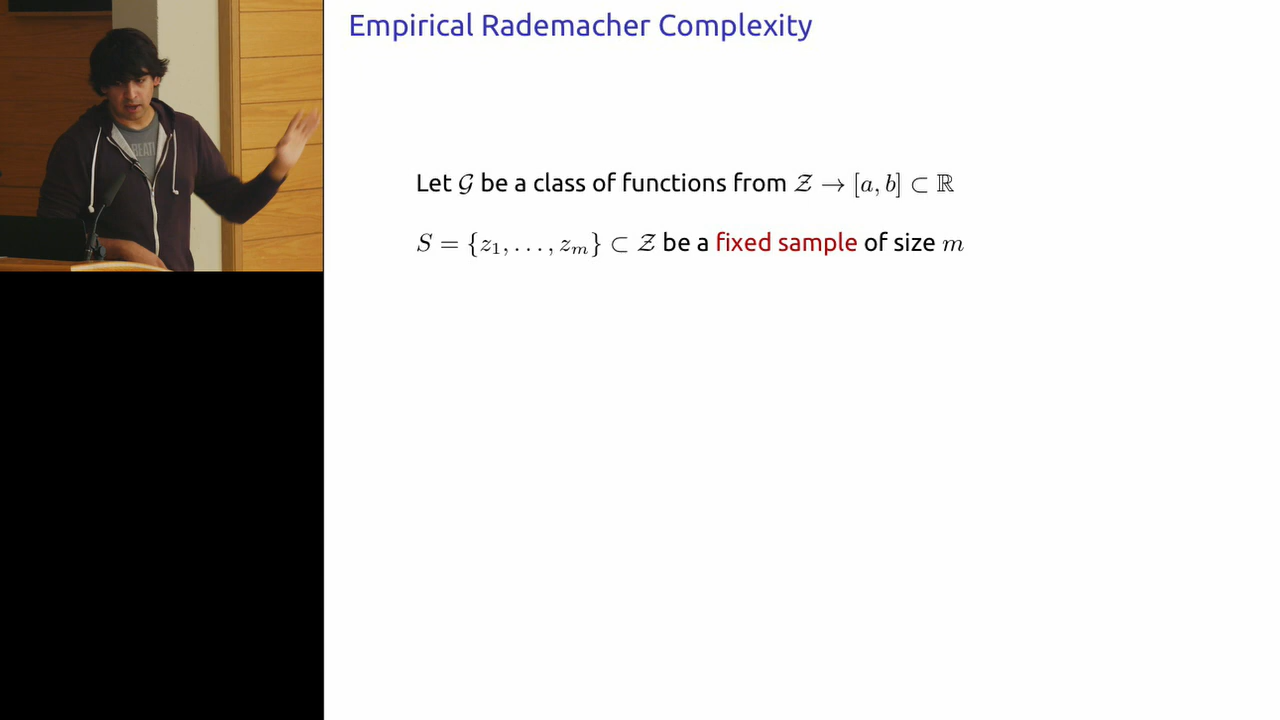 Empirical Rademacher Complexity
Let 𝒢 be a class of functions from 𝒵 → [a, b] ⊂ ℝ
S = {z₁, . . . , zₘ} ⊂ 𝒵 be a fixed sample of size m